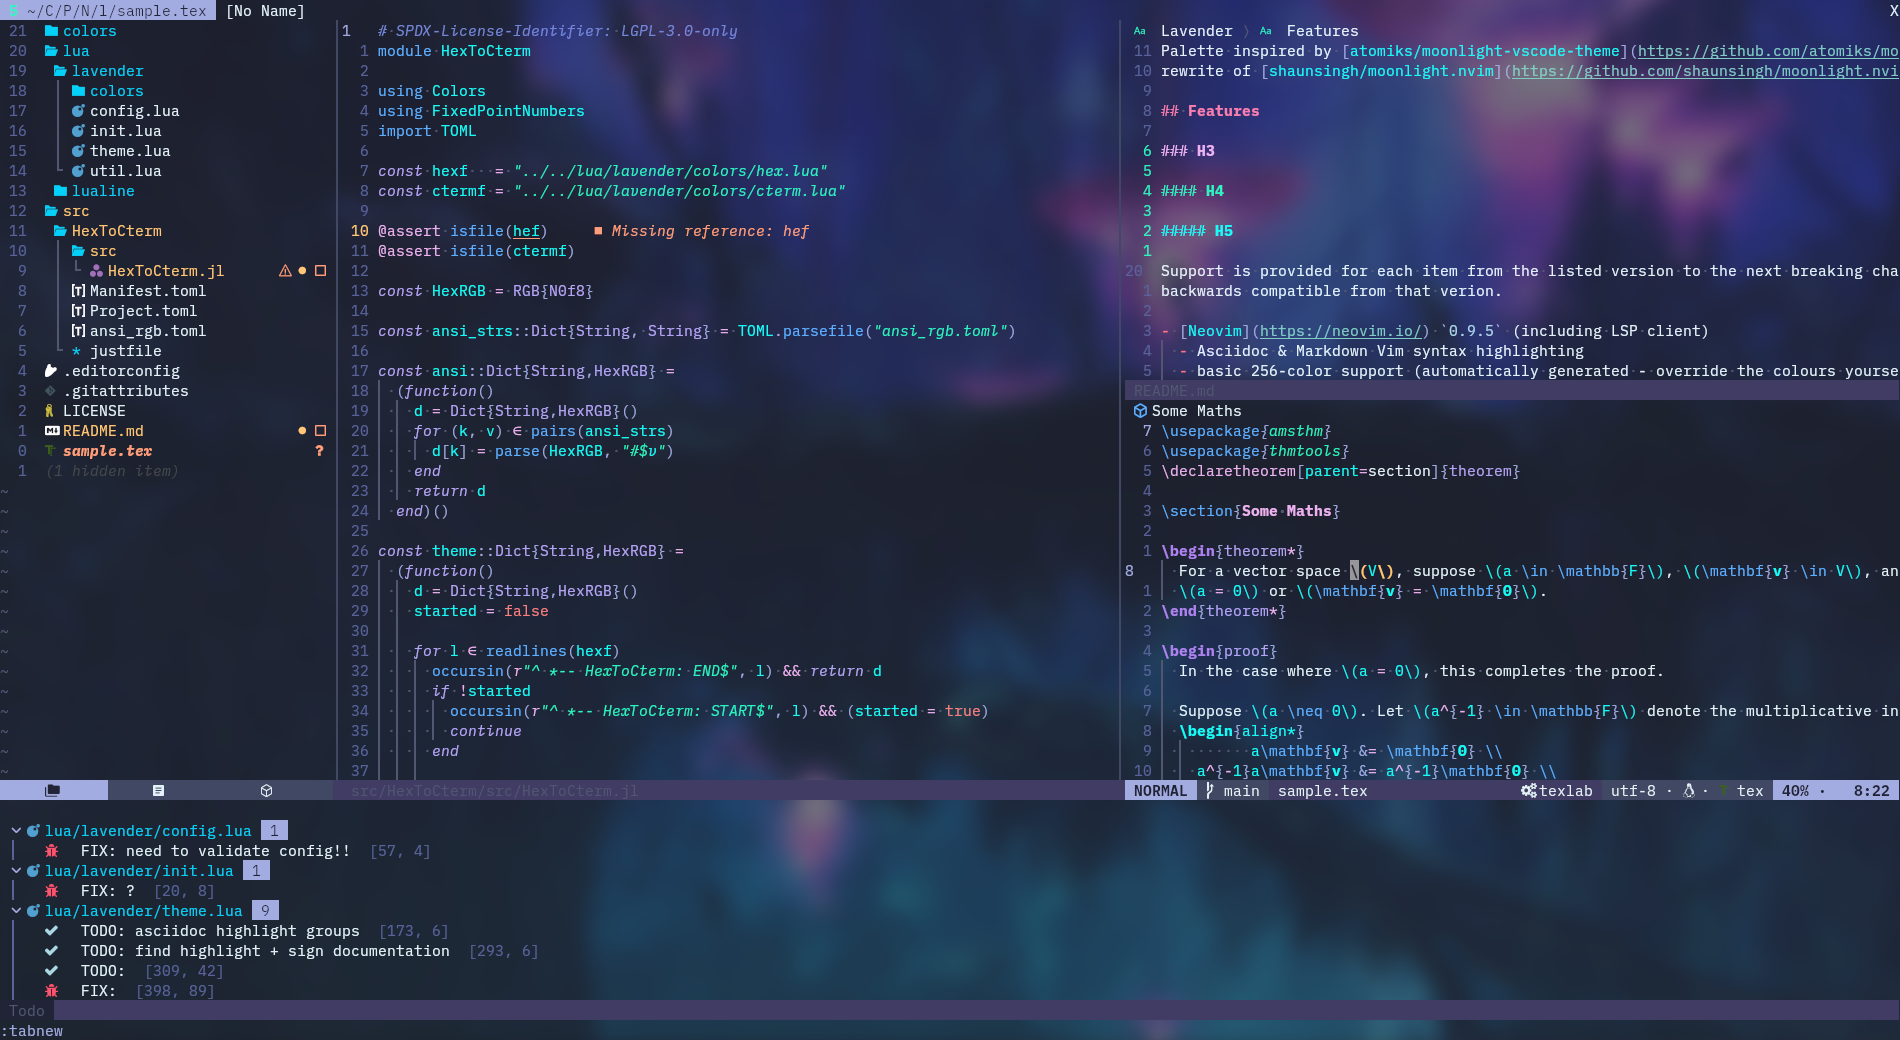 5 ~/C/P/N/l/sample.tex [No Name] X
21 colors
20 lua
19 lavender
18 colors
17 config.lua
16 init.lua
15 theme.lua
14 util.lua
13 lualine
12 src
11 HexToCterm
10 src
9 HexToCterm.jl
8 Manifest.toml
7 Project.toml
6 ansi_rgb.toml
5 justfile
4 .editorconfig
3 .gitattributes
2 LICENSE
1 README.md
0 sample.tex ?
1 (1 hidden item)
1 # SPDX-License-Identifier: LGPL-3.0-only
1 module HexToCterm
2
3 using Colors
4 using FixedPointNumbers
5 import TOML
6
7 const hexf = "../../lua/lavender/colors/hex.lua"
8 const ctermf = "../../lua/lavender/colors/cterm.lua"
9
10 @assert isfile(hef) ■ Missing reference: hef
11 @assert isfile(ctermf)
12
13 const HexRGB = RGB{N0f8}
14
15 const ansi_strs::Dict{String, String} = TOML.parsefile("ansi_rgb.toml")
16
17 const ansi::Dict{String,HexRGB} =
18 (function()
19 d = Dict{String,HexRGB}()
20 for (k, v) ∈ pairs(ansi_strs)
21 d[k] = parse(HexRGB, "#$v")
22 end
23 return d
24 end)()
25
26 const theme::Dict{String,HexRGB} =
27 (function()
28 d = Dict{String,HexRGB}()
29 started = false
30
31 for l ∈ readlines(hexf)
32 occursin(r"^ *-- HexToCterm: END$", l) && return d
33 if !started
34 occursin(r"^ *-- HexToCterm: START$", l) && (started = true)
35 continue
36 end
37
src/HexToCterm/src/HexToCterm.jl
Aa Lavender 〉 Aa Features
11 Palette inspired by [atomiks/moonlight-vscode-theme](https://github.com/atomiks/mo
10 rewrite of [shaunsingh/moonlight.nvim](https://github.com/shaunsingh/moonlight.nvi
9
8 ## Features
7
6 ### H3
5
4 #### H4
3
2 ##### H5
1
20 Support is provided for each item from the listed version to the next breaking cha
1 backwards compatible from that verion.
2
3 - [Neovim](https://neovim.io/) `0.9.5` (including LSP client)
4 - Asciidoc & Markdown Vim syntax highlighting
5 - basic 256-color support (automatically generated - override the colours yourse
README.md
Some Maths
7 \usepackage{amsthm}
6 \usepackage{thmtools}
5 \declaretheorem[parent=section]{theorem}
4
3 \section{Some Maths}
2
1 \begin{theorem*}
8 For a vector space \(V\), suppose \(a \in \mathbb{F}\), \(\mathbf{v} \in V\), an
1 \(a = 0\) or \(\mathbf{v} = \mathbf{0}\).
2 \end{theorem*}
3
4 \begin{proof}
5 In the case where \(a = 0\), this completes the proof.
6
7 Suppose \(a \neq 0\). Let \(a^{-1} \in \mathbb{F}\) denote the multiplicative in
8 \begin{align*}
9 a\mathbf{v} &= \mathbf{0} \\
10 a^{-1}a\mathbf{v} &= a^{-1}\mathbf{0} \\
NORMAL main sample.tex texlab utf-8 · · tex 40% · 8:22
lua/lavender/config.lua 1
FIX: need to validate config!! [57, 4]
lua/lavender/init.lua 1
FIX: ? [20, 8]
lua/lavender/theme.lua 9
TODO: asciidoc highlight groups [173, 6]
TODO: find highlight + sign documentation [293, 6]
TODO: [309, 42]
FIX: [398, 89]
Todo
:tabnew